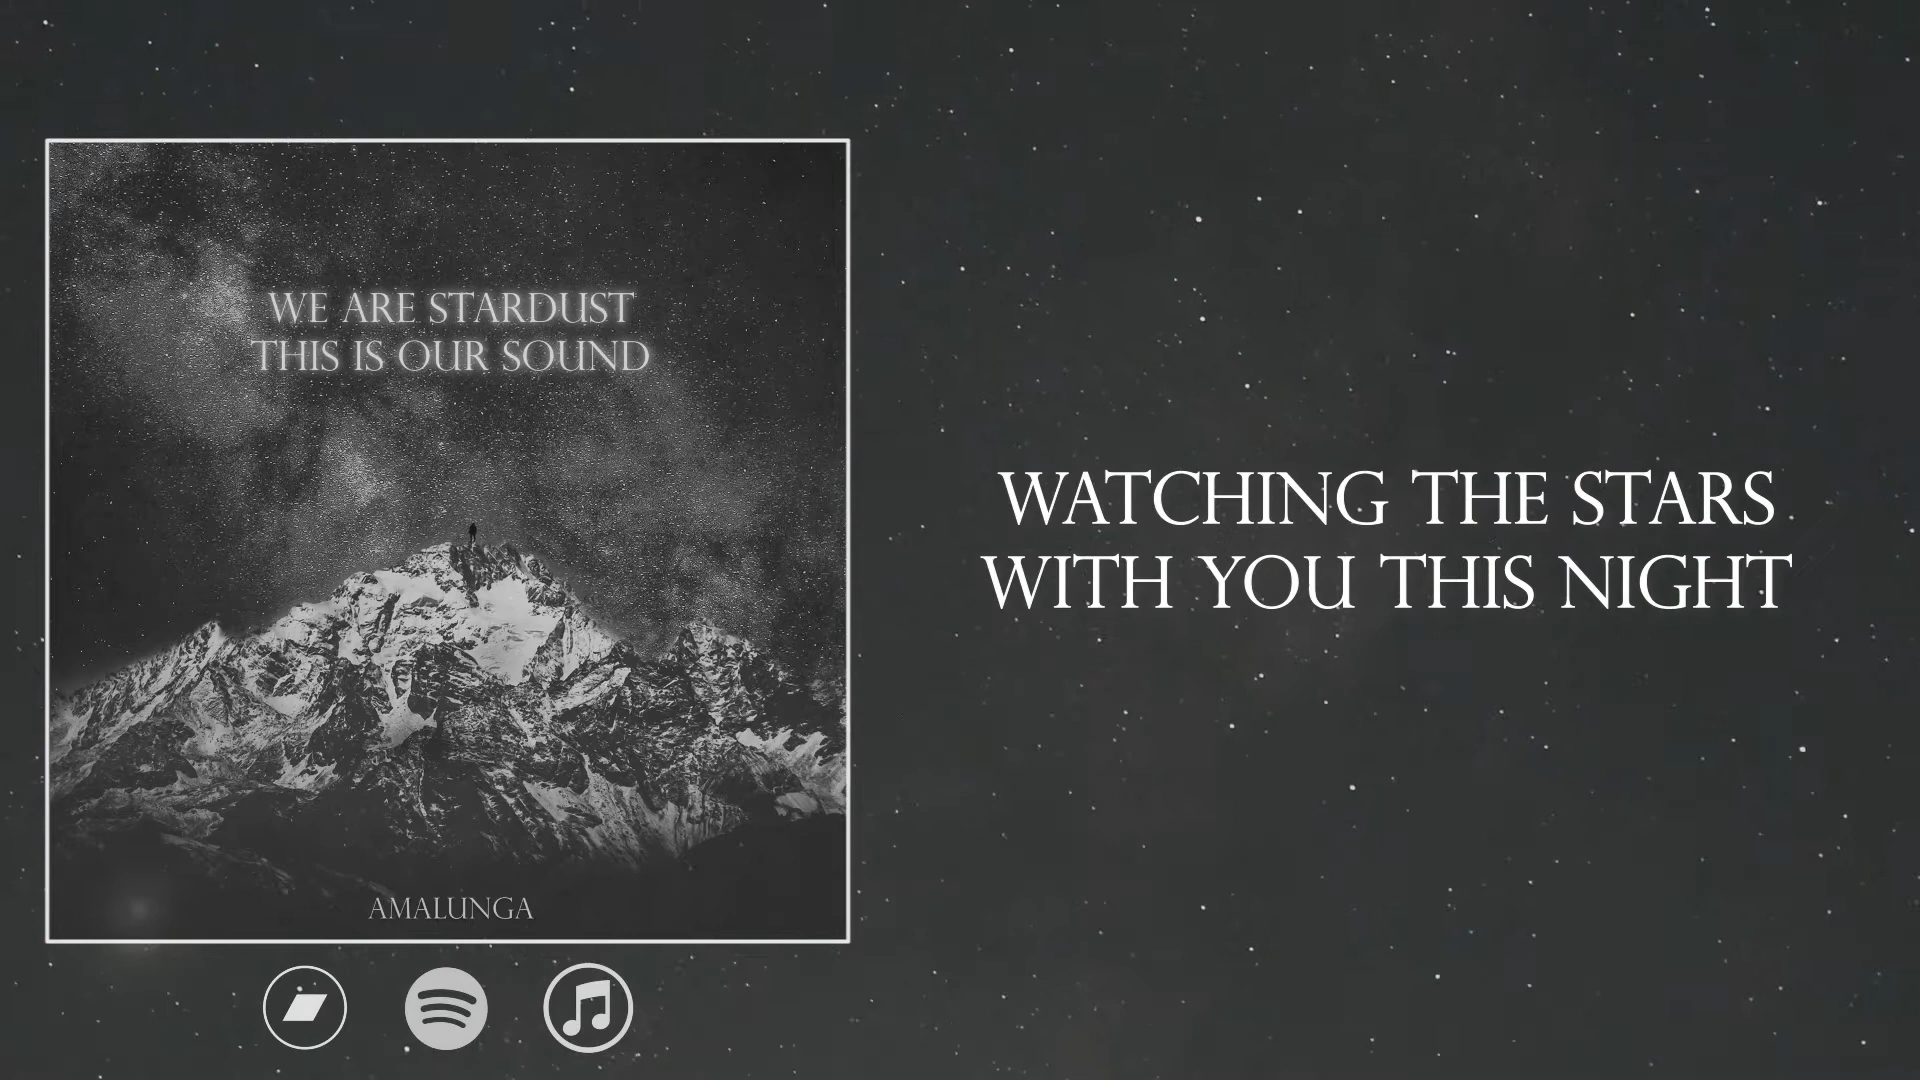 WE ARE STARDUST
THIS IS OUR SOUND
AMALUNGA
WATCHING THE STARS
WITH YOU THIS NIGHT